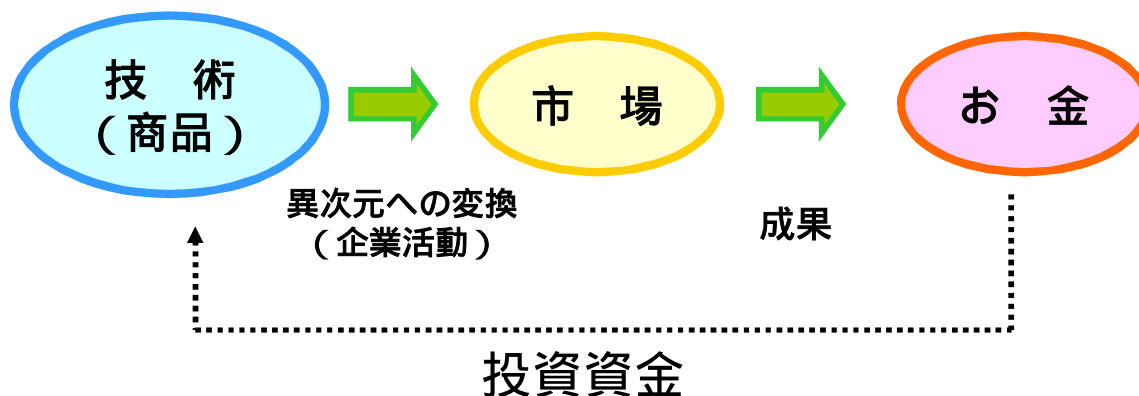 技　術
（商品）
市　場
お　金
異次元への変換
（企業活動）
成果
投資資金